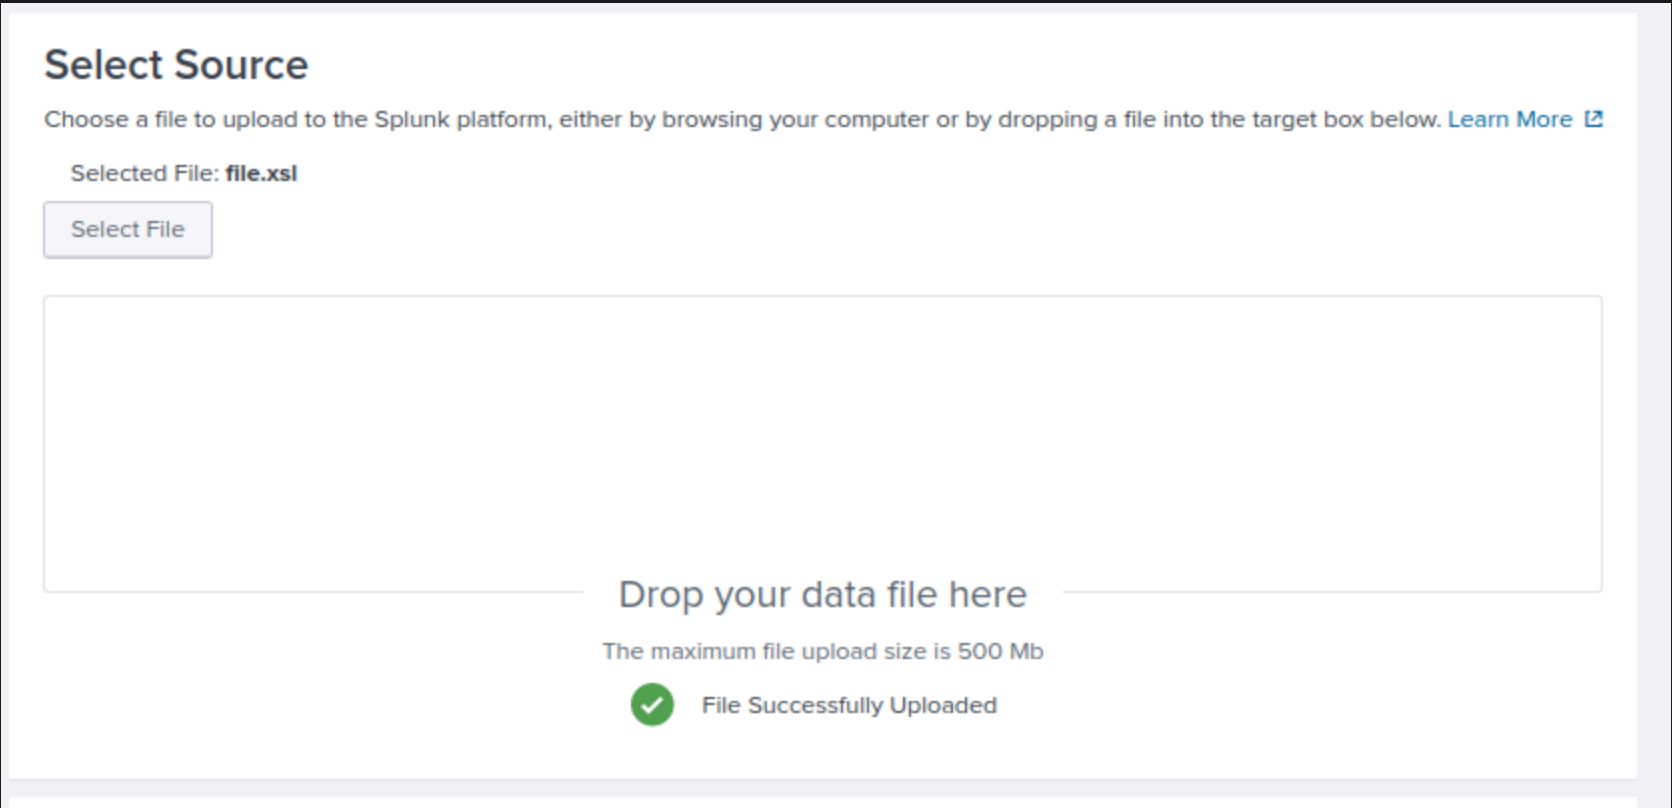 Select Source
Choose a file to upload to the Splunk platform, either by browsing your computer or by dropping a file into the target box below. Learn More
Selected File: file.xsl
Select File
Drop your data file here
The maximum file upload size is 500 Mb
File Successfully Uploaded